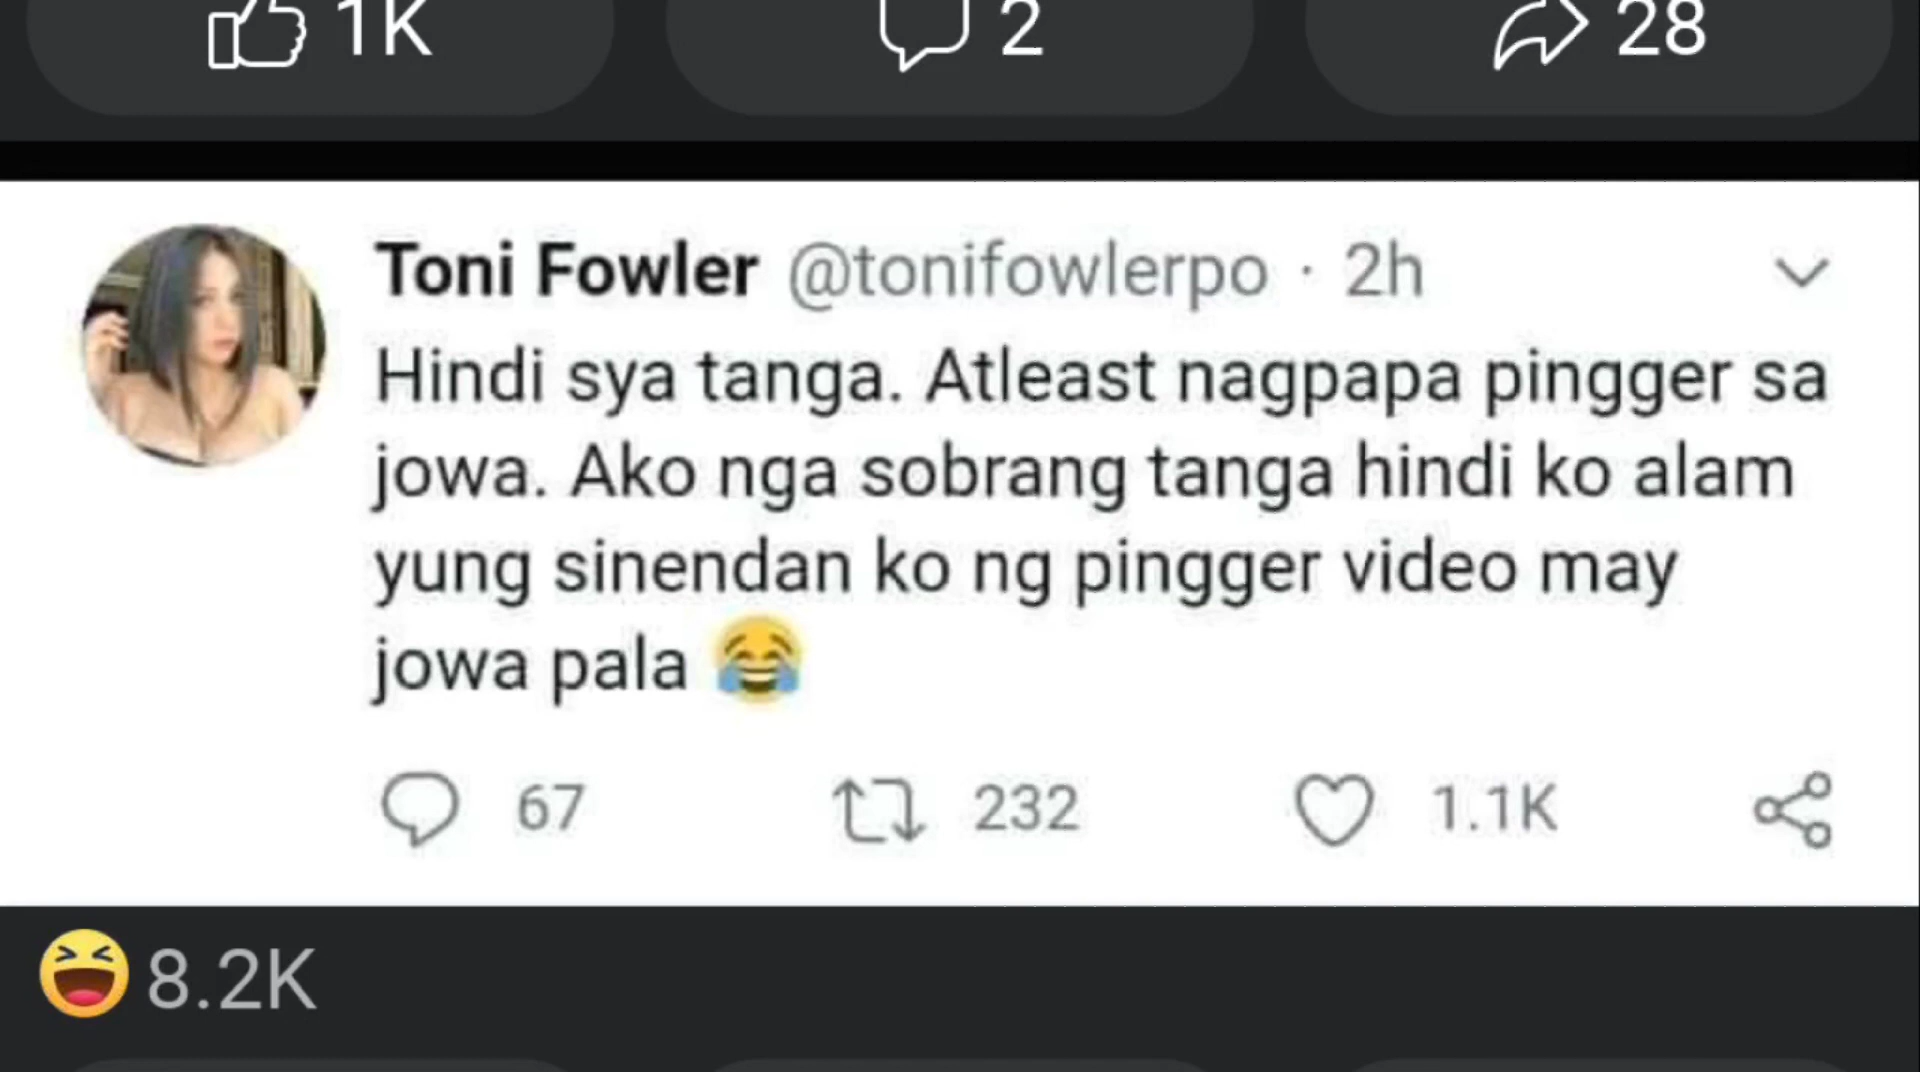 1K 2 28
Toni Fowler @tonifowlerpo · 2h
Hindi sya tanga. Atleast nagpapa pingger sa
jowa. Ako nga sobrang tanga hindi ko alam
yung sinendan ko ng pingger video may
jowa pala 😂
67 232 1.1K
8.2K